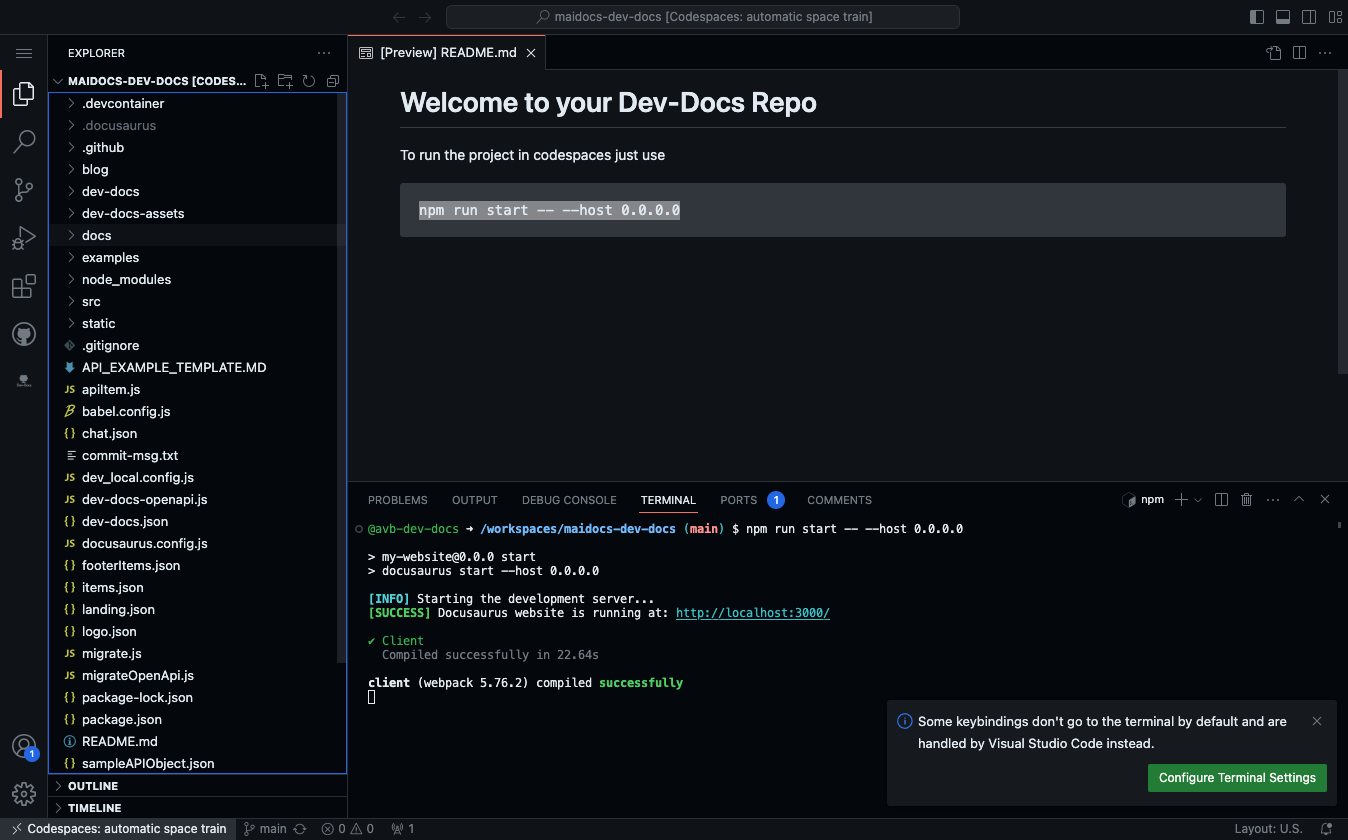 maidocs-dev-docs [Codespaces: automatic space train]
EXPLORER
MAIDOCS-DEV-DOCS [CODES...
.devcontainer
.docusaurus
.github
blog
dev-docs
dev-docs-assets
docs
examples
node_modules
src
static
.gitignore
API_EXAMPLE_TEMPLATE.MD
JS apiItem.js
babel.config.js
{} chat.json
commit-msg.txt
JS dev_local.config.js
JS dev-docs-openapi.js
{} dev-docs.json
JS docusaurus.config.js
{} footerItems.json
{} items.json
{} landing.json
{} logo.json
JS migrate.js
JS migrateOpenApi.js
{} package-lock.json
{} package.json
README.md
{} sampleAPIObject.json
OUTLINE
TIMELINE
1
[Preview] README.md
Welcome to your Dev-Docs Repo
To run the project in codespaces just use
npm run start -- --host 0.0.0.0
PROBLEMS OUTPUT DEBUG CONSOLE TERMINAL PORTS 1 COMMENTS
npm
@avb-dev-docs ➜ /workspaces/maidocs-dev-docs (main) $ npm run start -- --host 0.0.0.0
> my-website@0.0.0 start
> docusaurus start --host 0.0.0.0
[INFO] Starting the development server...
[SUCCESS] Docusaurus website is running at: http://localhost:3000/
✔ Client
Compiled successfully in 22.64s
client (webpack 5.76.2) compiled successfully
Some keybindings don't go to the terminal by default and are
handled by Visual Studio Code instead.
Configure Terminal Settings
Codespaces: automatic space train main 0 0 1 Layout: U.S.